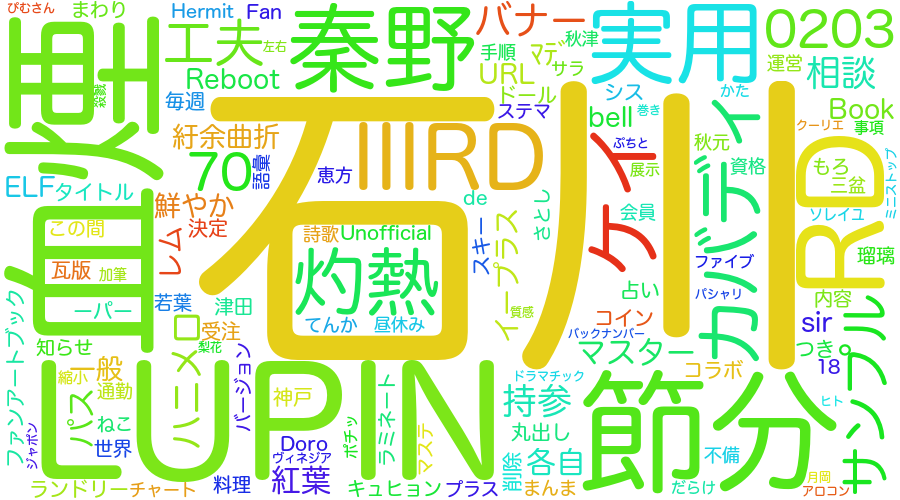 ぴむさん
まわり
Hermit
Fan
バナー
実用
0203
煙
工夫
左右
秦野
手順
マデ
秋津
サラ
運営
相談
殺戮
毎週
Reboot
URL
ドール
シス
かた
Book
紆余曲折
IIIRD
ステマ
bell
巻き
クーリエ
事項
70
語彙
恵方
ケイ
ぷちと
展示
秋元
資格
カバディ
RD
もろ
三盆
ミニストップ
ELF
タイトル
鮮やか
石川
de
さとし
会員
ソレイユ
この間
レム
決定
詩歌
Unofficial
スキー
イープラス
ファイブ
瑠璃
瓦版
加筆
灼熱
占い
パシャリ
内容
血
ーパー
若葉
津田
てんか
昼休み
質感
コイン
sir
つき。
ファンアートブック
知らせ
ハニメロ
受注
梨花
バックナンバー
マスター
サンフル
一般
バージョン
コラボ
18
縮小
通勤
パス
LUPIN
神戸
ポチッ
ラミネート
ドラマチック
持参
節分
ヒト
ねこ
ジャポン
世界
Doro
ヴィネジア
マステ
丸出し
削除
各自
不備
月岡
ランドリー
チャート
料理
紅葉
キュヒョン
プラス
まんま
だらけ
アロコン